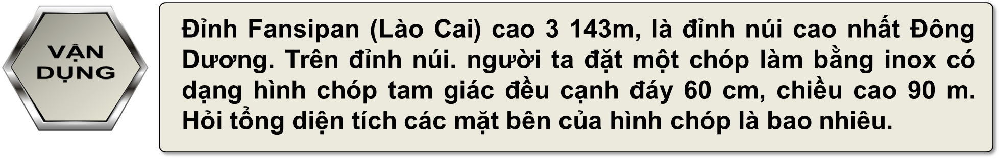 VẬN
DỤNG
Đỉnh Fansipan (Lào Cai) cao 3 143m, là đỉnh núi cao nhất Đông
Dương. Trên đỉnh núi. người ta đặt một chóp làm bằng inox có
dạng hình chóp tam giác đều cạnh đáy 60 cm, chiều cao 90 m.
Hỏi tổng diện tích các mặt bên của hình chóp là bao nhiêu.